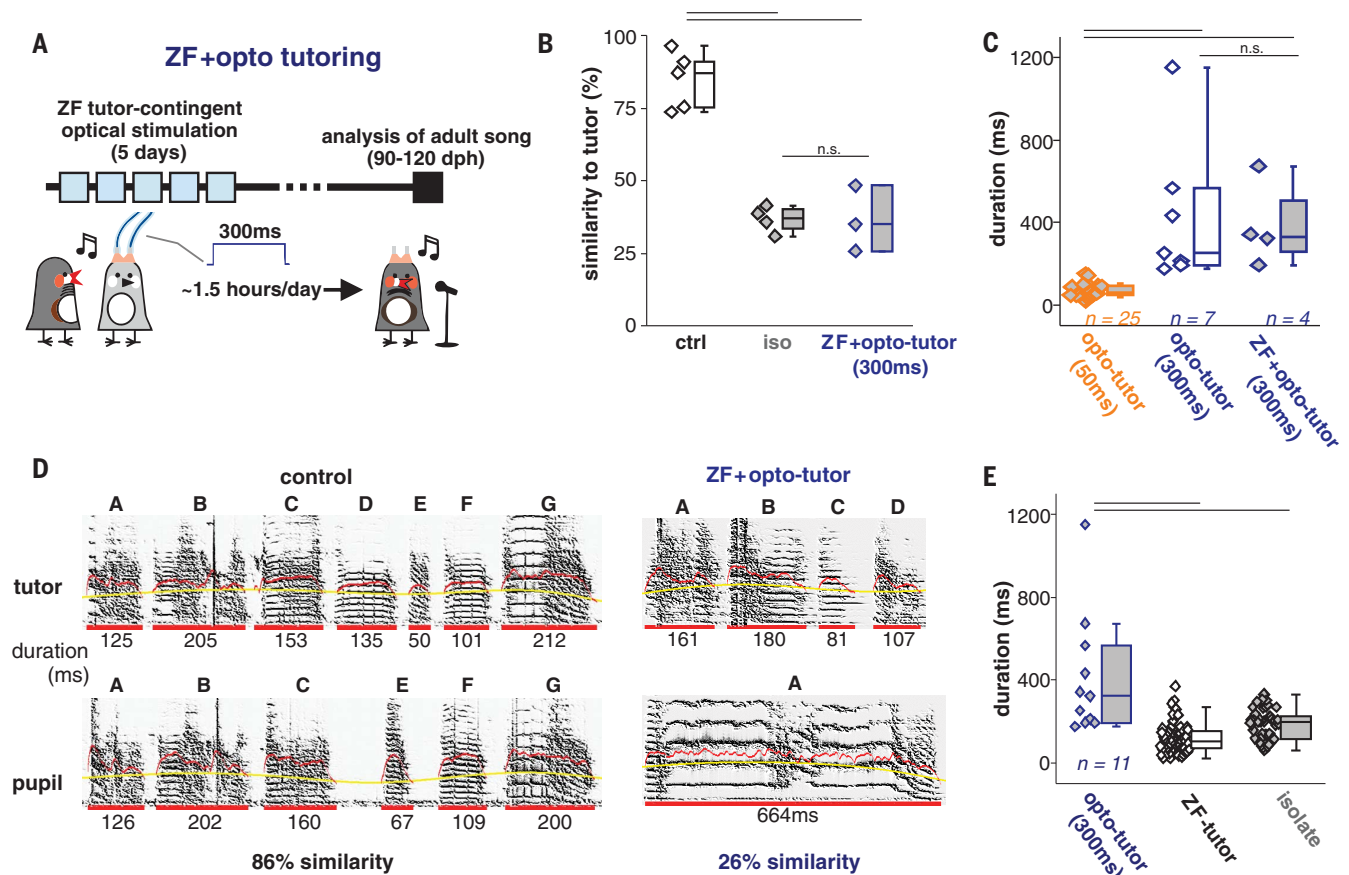 A
ZF+opto tutoring
ZF tutor-contingent
optical stimulation
(5 days)
analysis of adult song
(90-120 dph)
300ms
~1.5 hours/day
B
similarity to tutor (%)
100
75
50
25
0
n.s.
ctrl
iso
ZF+opto-tutor
(300ms)
C
duration (ms)
1200
800
400
0
n.s.
n = 25
n = 7
n = 4
opto-tutor
(50ms)
opto-tutor
(300ms)
ZF+opto-tutor
(300ms)
D
control
A B C D E F G
tutor
125 205 153 135 50 101 212
duration
(ms)
A B C E F G
pupil
126 202 160 67 109 200
86% similarity
ZF+opto-tutor
A B C D
161 180 81 107
A
664ms
26% similarity
E
duration (ms)
1200
800
400
0
n = 11
opto-tutor
(300ms)
ZF-tutor
isolate